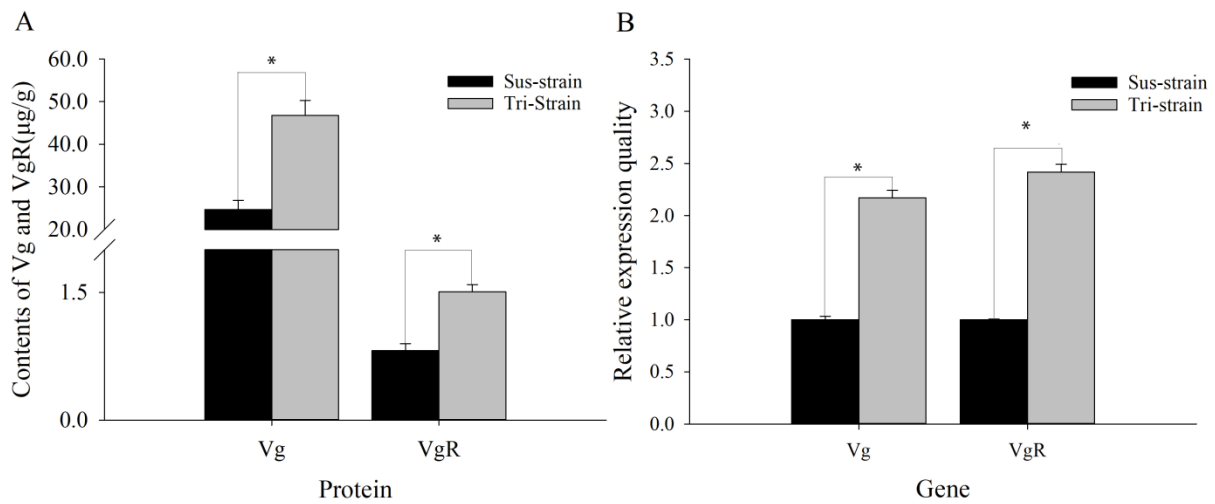 A
Contents of Vg and VgR(μg/g)
60.0
50.0
40.0
30.0
20.0
1.5
0.0
*
*
Sus-strain
Tri-Strain
Vg
VgR
Protein
B
Relative expression quality
3.5
3.0
2.5
2.0
1.5
1.0
0.5
0.0
*
*
Sus-strain
Tri-strain
Vg
VgR
Gene